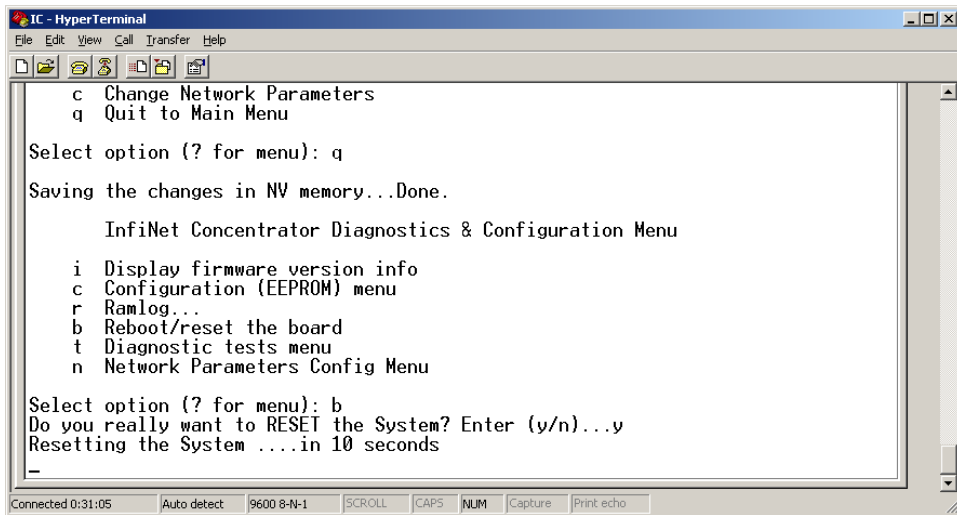 IC - HyperTerminal
File Edit View Call Transfer Help
c Change Network Parameters
q Quit to Main Menu
Select option (? for menu): q
Saving the changes in NV memory...Done.
InfiNet Concentrator Diagnostics & Configuration Menu
i Display firmware version info
c Configuration (EEPROM) menu
r Ramlog...
b Reboot/reset the board
t Diagnostic tests menu
n Network Parameters Config Menu
Select option (? for menu): b
Do you really want to RESET the System? Enter (y/n)...y
Resetting the System ....in 10 seconds
_
Connected 0:31:05 Auto detect 9600 8-N-1 SCROLL CAPS NUM Capture Print echo